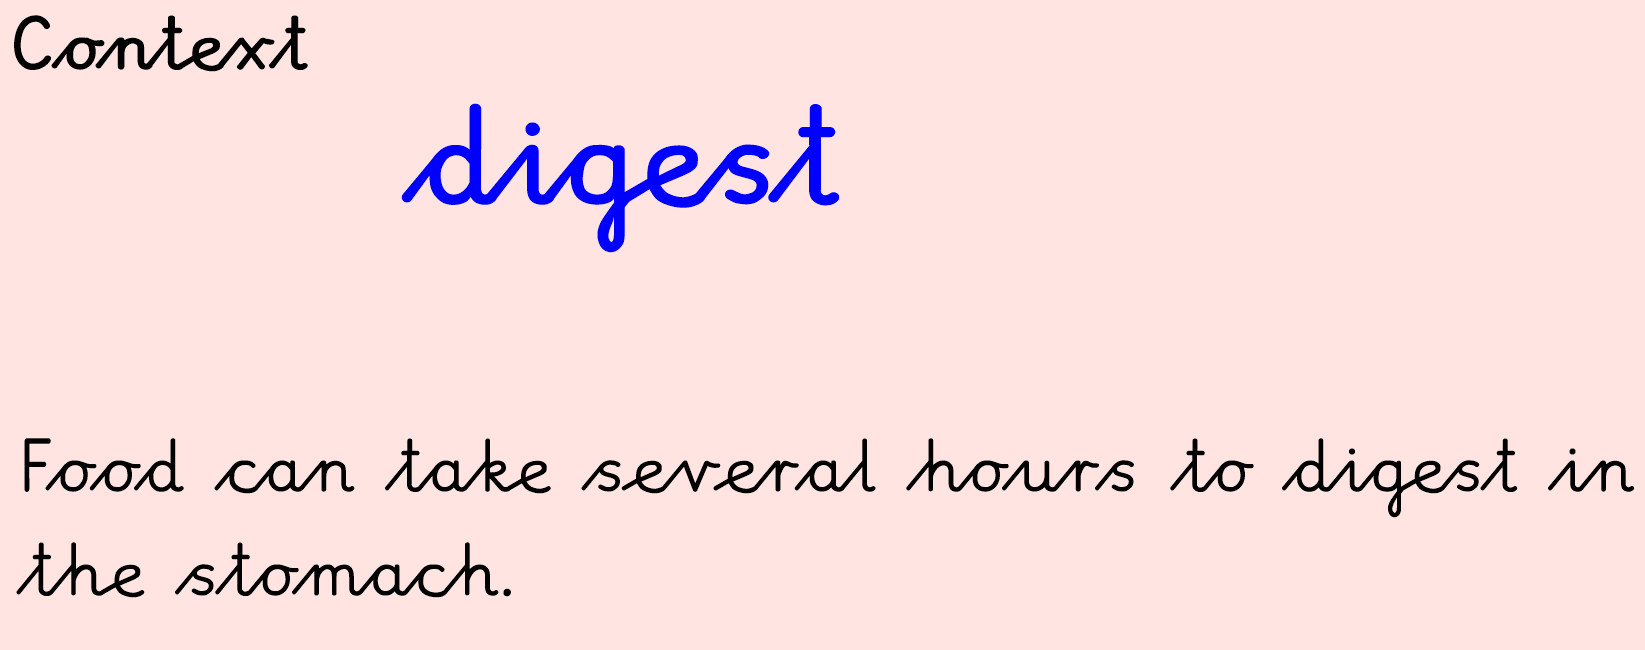 Context
digest
Food can take several hours to digest in
the stomach.